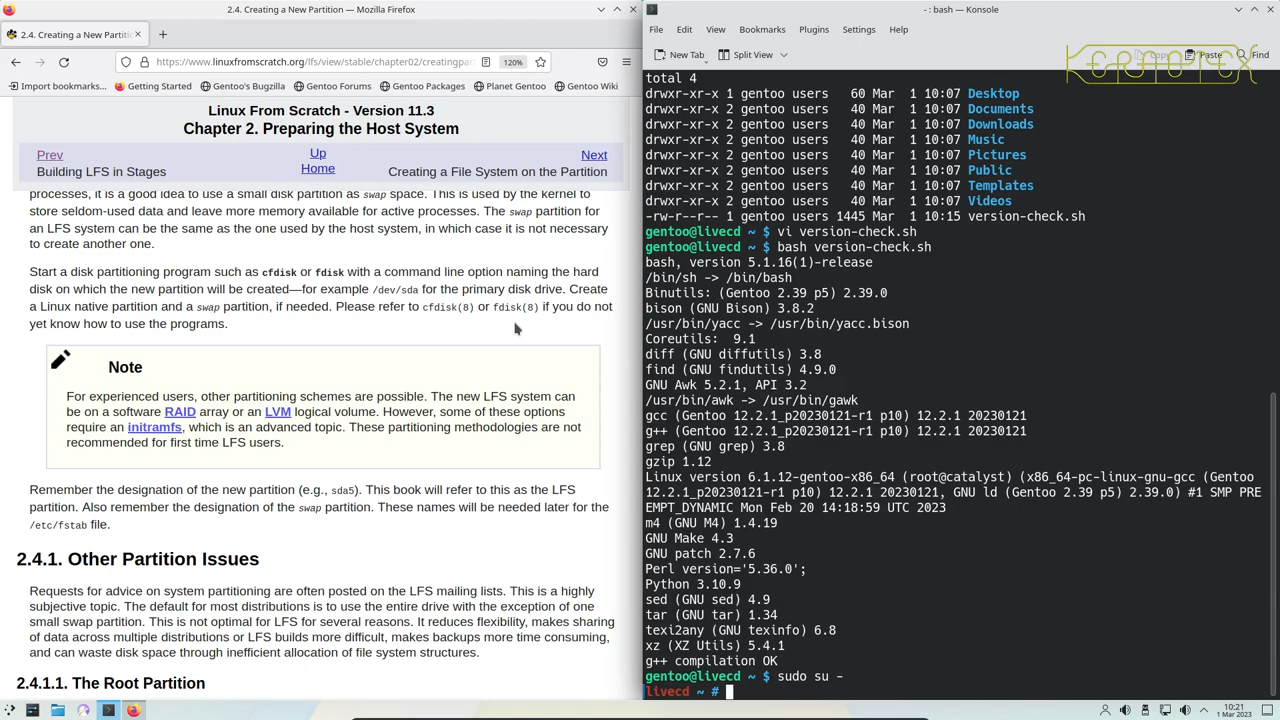 2.4. Creating a New Partition — Mozilla Firefox
2.4. Creating a New Partiti
https://www.linuxfromscratch.org/lfs/view/stable/chapter02/creatingpar
120%
Import bookmarks...
Getting Started
Gentoo's Bugzilla
Gentoo Forums
Gentoo Packages
Planet Gentoo
Gentoo Wiki
Linux From Scratch - Version 11.3
Chapter 2. Preparing the Host System
Prev
Up
Next
Building LFS in Stages
Home
Creating a File System on the Partition
processes, it is a good idea to use a small disk partition as swap space. This is used by the kernel to
store seldom-used data and leave more memory available for active processes. The swap partition for
an LFS system can be the same as the one used by the host system, in which case it is not necessary
to create another one.
Start a disk partitioning program such as cfdisk or fdisk with a command line option naming the hard
disk on which the new partition will be created—for example /dev/sda for the primary disk drive. Create
a Linux native partition and a swap partition, if needed. Please refer to cfdisk(8) or fdisk(8) if you do not
yet know how to use the programs.
Note
For experienced users, other partitioning schemes are possible. The new LFS system can
be on a software RAID array or an LVM logical volume. However, some of these options
require an initramfs, which is an advanced topic. These partitioning methodologies are not
recommended for first time LFS users.
Remember the designation of the new partition (e.g., sda5). This book will refer to this as the LFS
partition. Also remember the designation of the swap partition. These names will be needed later for the
/etc/fstab file.
2.4.1. Other Partition Issues
Requests for advice on system partitioning are often posted on the LFS mailing lists. This is a highly
subjective topic. The default for most distributions is to use the entire drive with the exception of one
small swap partition. This is not optimal for LFS for several reasons. It reduces flexibility, makes sharing
of data across multiple distributions or LFS builds more difficult, makes backups more time consuming,
and can waste disk space through inefficient allocation of file system structures.
2.4.1.1. The Root Partition
- : bash — Konsole
File Edit View Bookmarks Plugins Settings Help
New Tab Split View Copy Paste Find
total 4
drwxr-xr-x 1 gentoo users 60 Mar 1 10:07 Desktop
drwxr-xr-x 2 gentoo users 40 Mar 1 10:07 Documents
drwxr-xr-x 2 gentoo users 40 Mar 1 10:07 Downloads
drwxr-xr-x 2 gentoo users 40 Mar 1 10:07 Music
drwxr-xr-x 2 gentoo users 40 Mar 1 10:07 Pictures
drwxr-xr-x 2 gentoo users 40 Mar 1 10:07 Public
drwxr-xr-x 2 gentoo users 40 Mar 1 10:07 Templates
drwxr-xr-x 2 gentoo users 40 Mar 1 10:07 Videos
-rw-r--r-- 1 gentoo users 1445 Mar 1 10:15 version-check.sh
gentoo@livecd ~ $ vi version-check.sh
gentoo@livecd ~ $ bash version-check.sh
bash, version 5.1.16(1)-release
/bin/sh -> /bin/bash
Binutils: (Gentoo 2.39 p5) 2.39.0
bison (GNU Bison) 3.8.2
/usr/bin/yacc -> /usr/bin/yacc.bison
Coreutils: 9.1
diff (GNU diffutils) 3.8
find (GNU findutils) 4.9.0
GNU Awk 5.2.1, API 3.2
/usr/bin/awk -> /usr/bin/gawk
gcc (Gentoo 12.2.1_p20230121-r1 p10) 12.2.1 20230121
g++ (Gentoo 12.2.1_p20230121-r1 p10) 12.2.1 20230121
grep (GNU grep) 3.8
gzip 1.12
Linux version 6.1.12-gentoo-x86_64 (root@catalyst) (x86_64-pc-linux-gnu-gcc (Gentoo
12.2.1_p20230121-r1 p10) 12.2.1 20230121, GNU ld (Gentoo 2.39 p5) 2.39.0) #1 SMP PRE
EMPT_DYNAMIC Mon Feb 20 14:18:59 UTC 2023
m4 (GNU M4) 1.4.19
GNU Make 4.3
GNU patch 2.7.6
Perl version='5.36.0';
Python 3.10.9
sed (GNU sed) 4.9
tar (GNU tar) 1.34
texi2any (GNU texinfo) 6.8
xz (XZ Utils) 5.4.1
g++ compilation OK
gentoo@livecd ~ $ sudo su -
livecd ~ #
10:21
1 Mar 2023